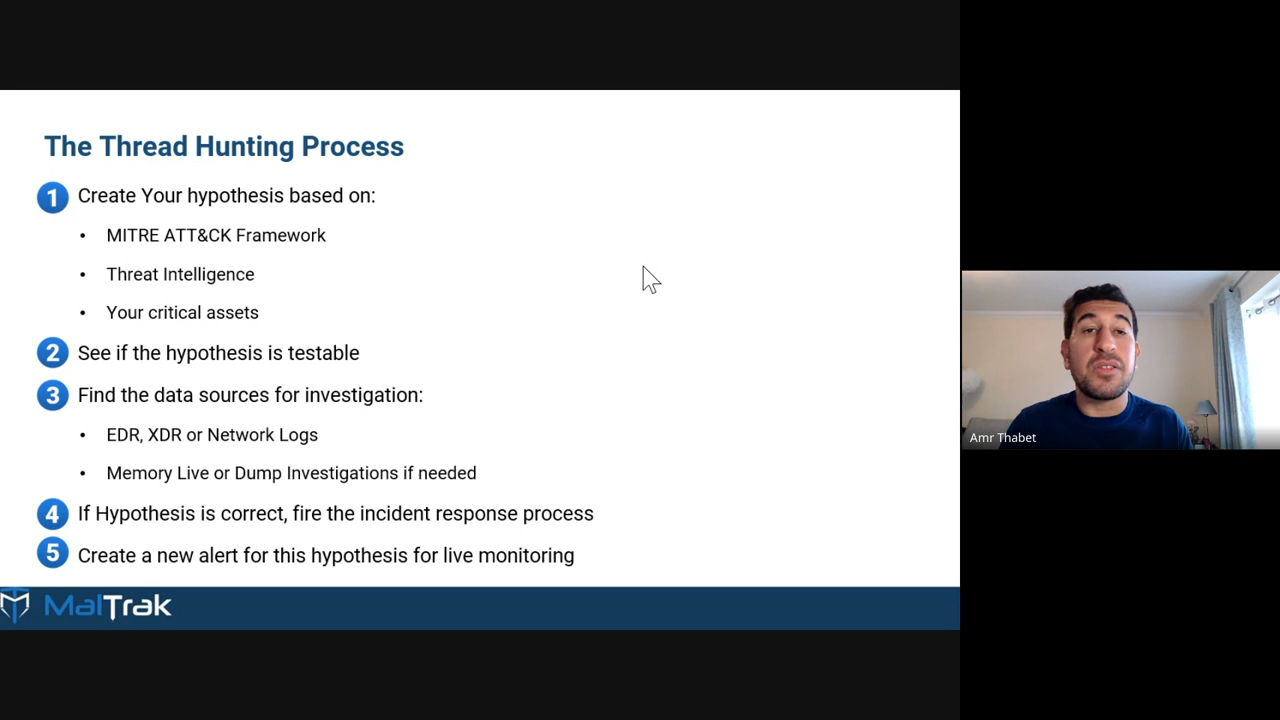 The Thread Hunting Process
1 Create Your hypothesis based on:
• MITRE ATT&CK Framework
• Threat Intelligence
• Your critical assets
2 See if the hypothesis is testable
3 Find the data sources for investigation:
• EDR, XDR or Network Logs
• Memory Live or Dump Investigations if needed
4 If Hypothesis is correct, fire the incident response process
5 Create a new alert for this hypothesis for live monitoring
MalTrak
Amr Thabet